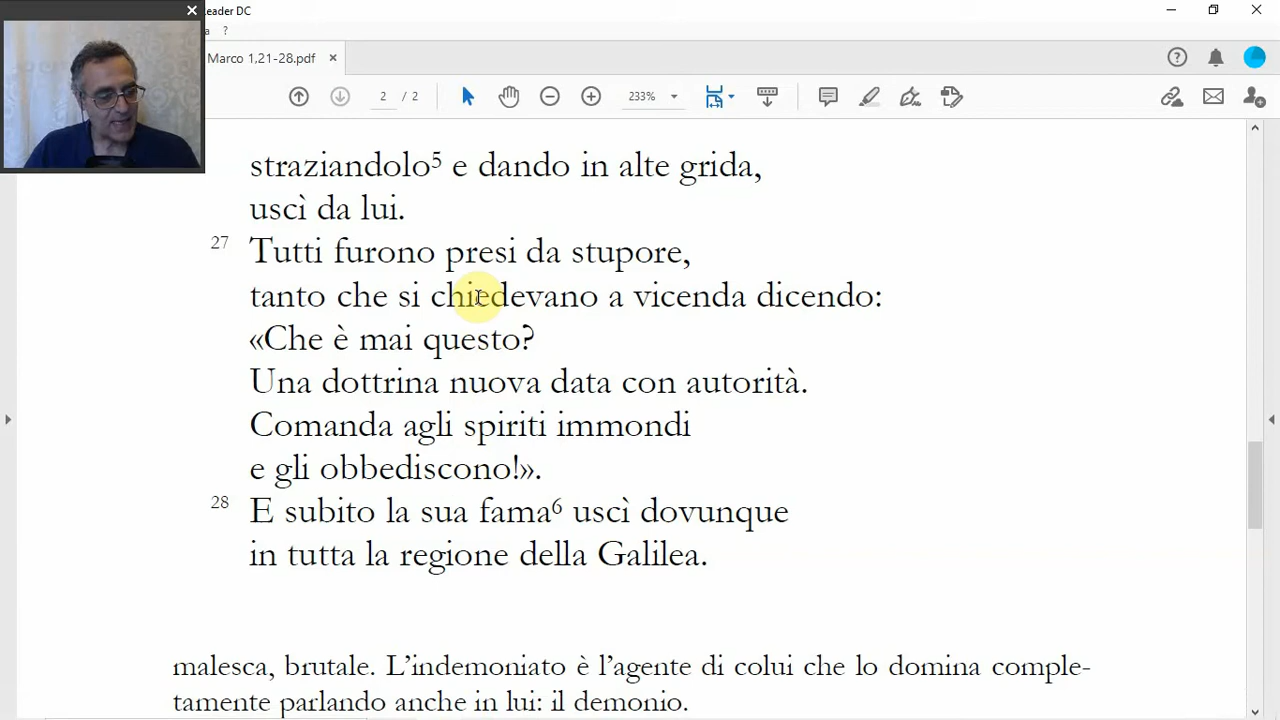 eader DC
a ?
Marco 1,21-28.pdf
2 / 2
233%
straziandolo⁵ e dando in alte grida,
uscì da lui.
27 Tutti furono presi da stupore,
tanto che si chiedevano a vicenda dicendo:
«Che è mai questo?
Una dottrina nuova data con autorità.
Comanda agli spiriti immondi
e gli obbediscono!».
28 E subito la sua fama⁶ uscì dovunque
in tutta la regione della Galilea.
malesca, brutale. L’indemoniato è l’agente di colui che lo domina comple-
tamente parlando anche in lui: il demonio.